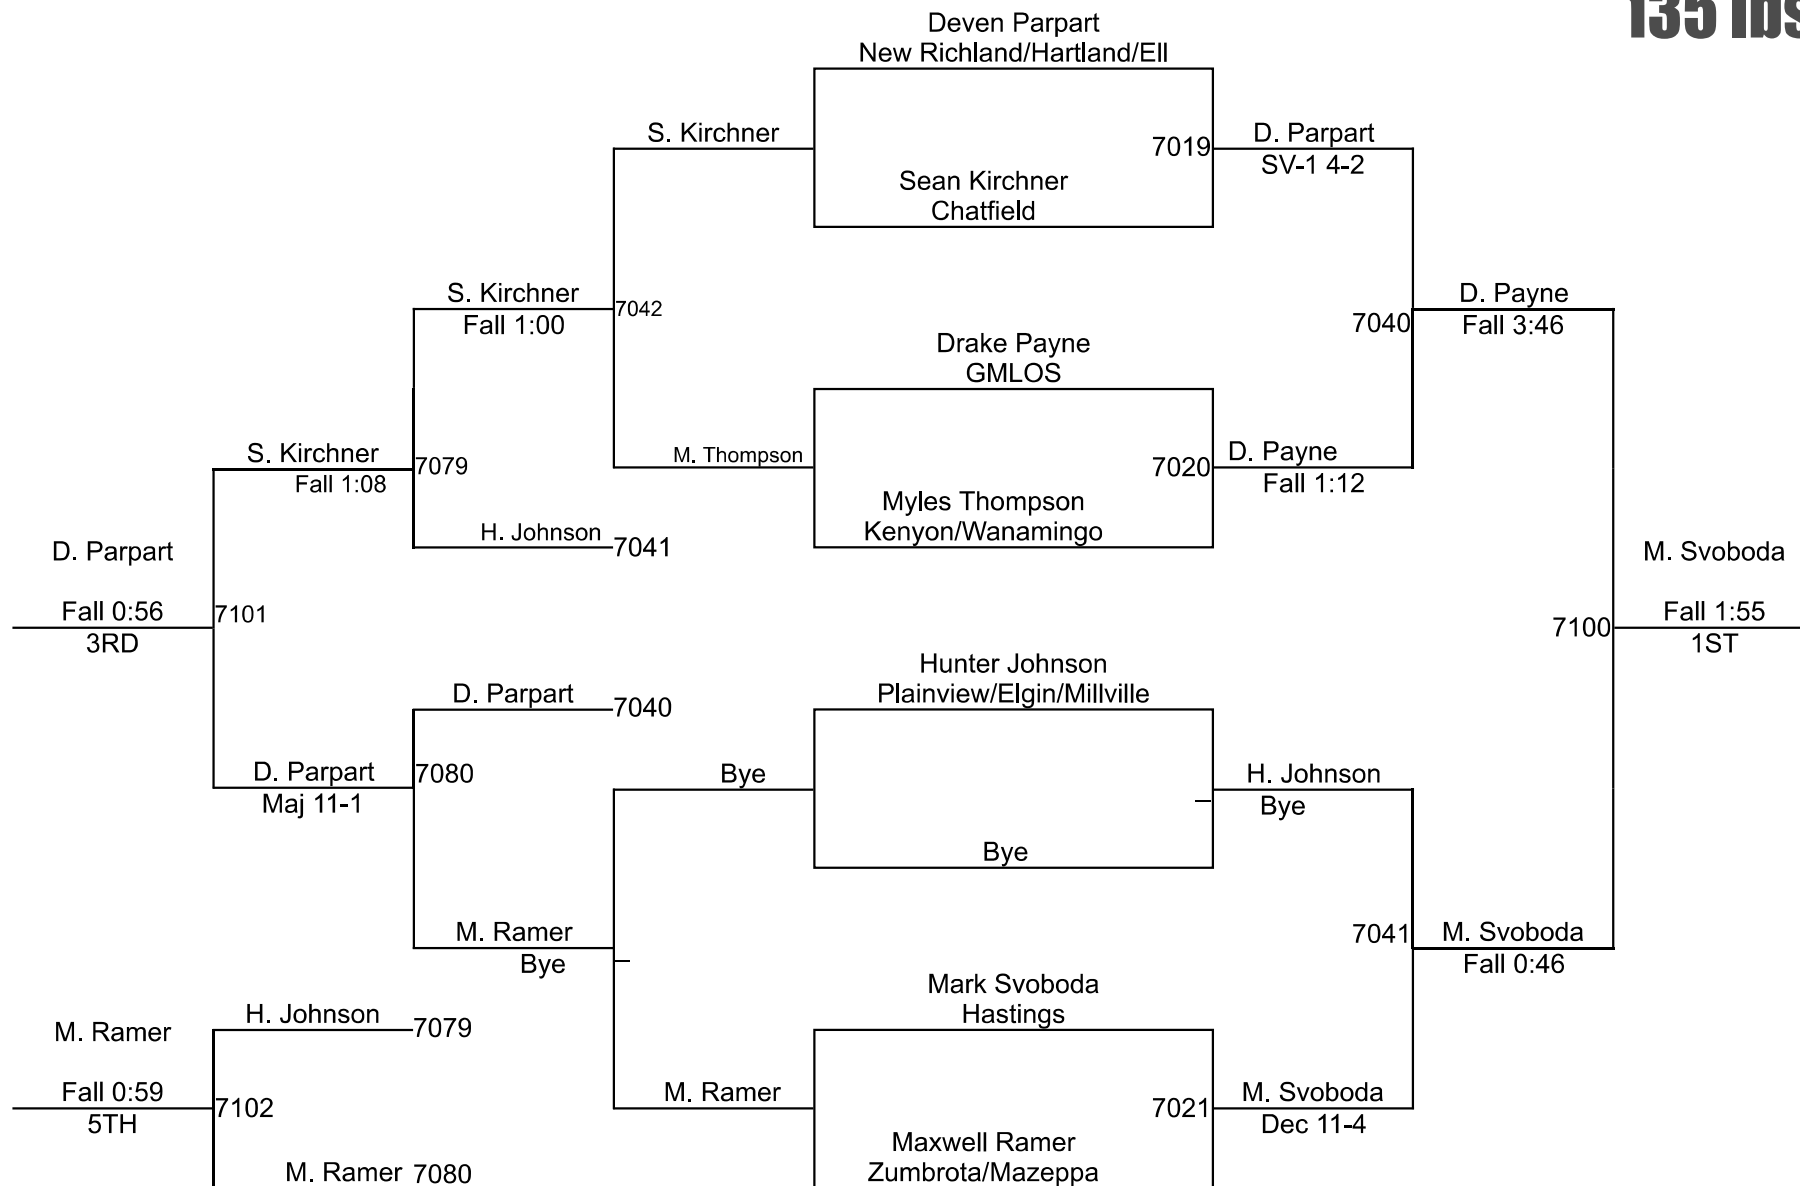 135 lbs
Deven Parpart
New Richland/Hartland/Ell
S. Kirchner
7019
D. Parpart
SV-1 4-2
Sean Kirchner
Chatfield
S. Kirchner
Fall 1:00
7042
D. Payne
Fall 3:46
7040
Drake Payne
GMLOS
S. Kirchner
Fall 1:08
7079
M. Thompson
7020
D. Payne
Fall 1:12
Myles Thompson
Kenyon/Wanamingo
H. Johnson
7041
D. Parpart
Fall 0:56
3RD
7101
M. Svoboda
Fall 1:55
1ST
7100
Hunter Johnson
Plainview/Elgin/Millville
D. Parpart
7040
D. Parpart
Maj 11-1
7080
Bye
H. Johnson
Bye
Bye
M. Ramer
Bye
7041
M. Svoboda
Fall 0:46
Mark Svoboda
Hastings
H. Johnson
7079
M. Ramer
Fall 0:59
5TH
7102
M. Ramer
7021
M. Svoboda
Dec 11-4
Maxwell Ramer
Zumbrota/Mazeppa
M. Ramer
7080